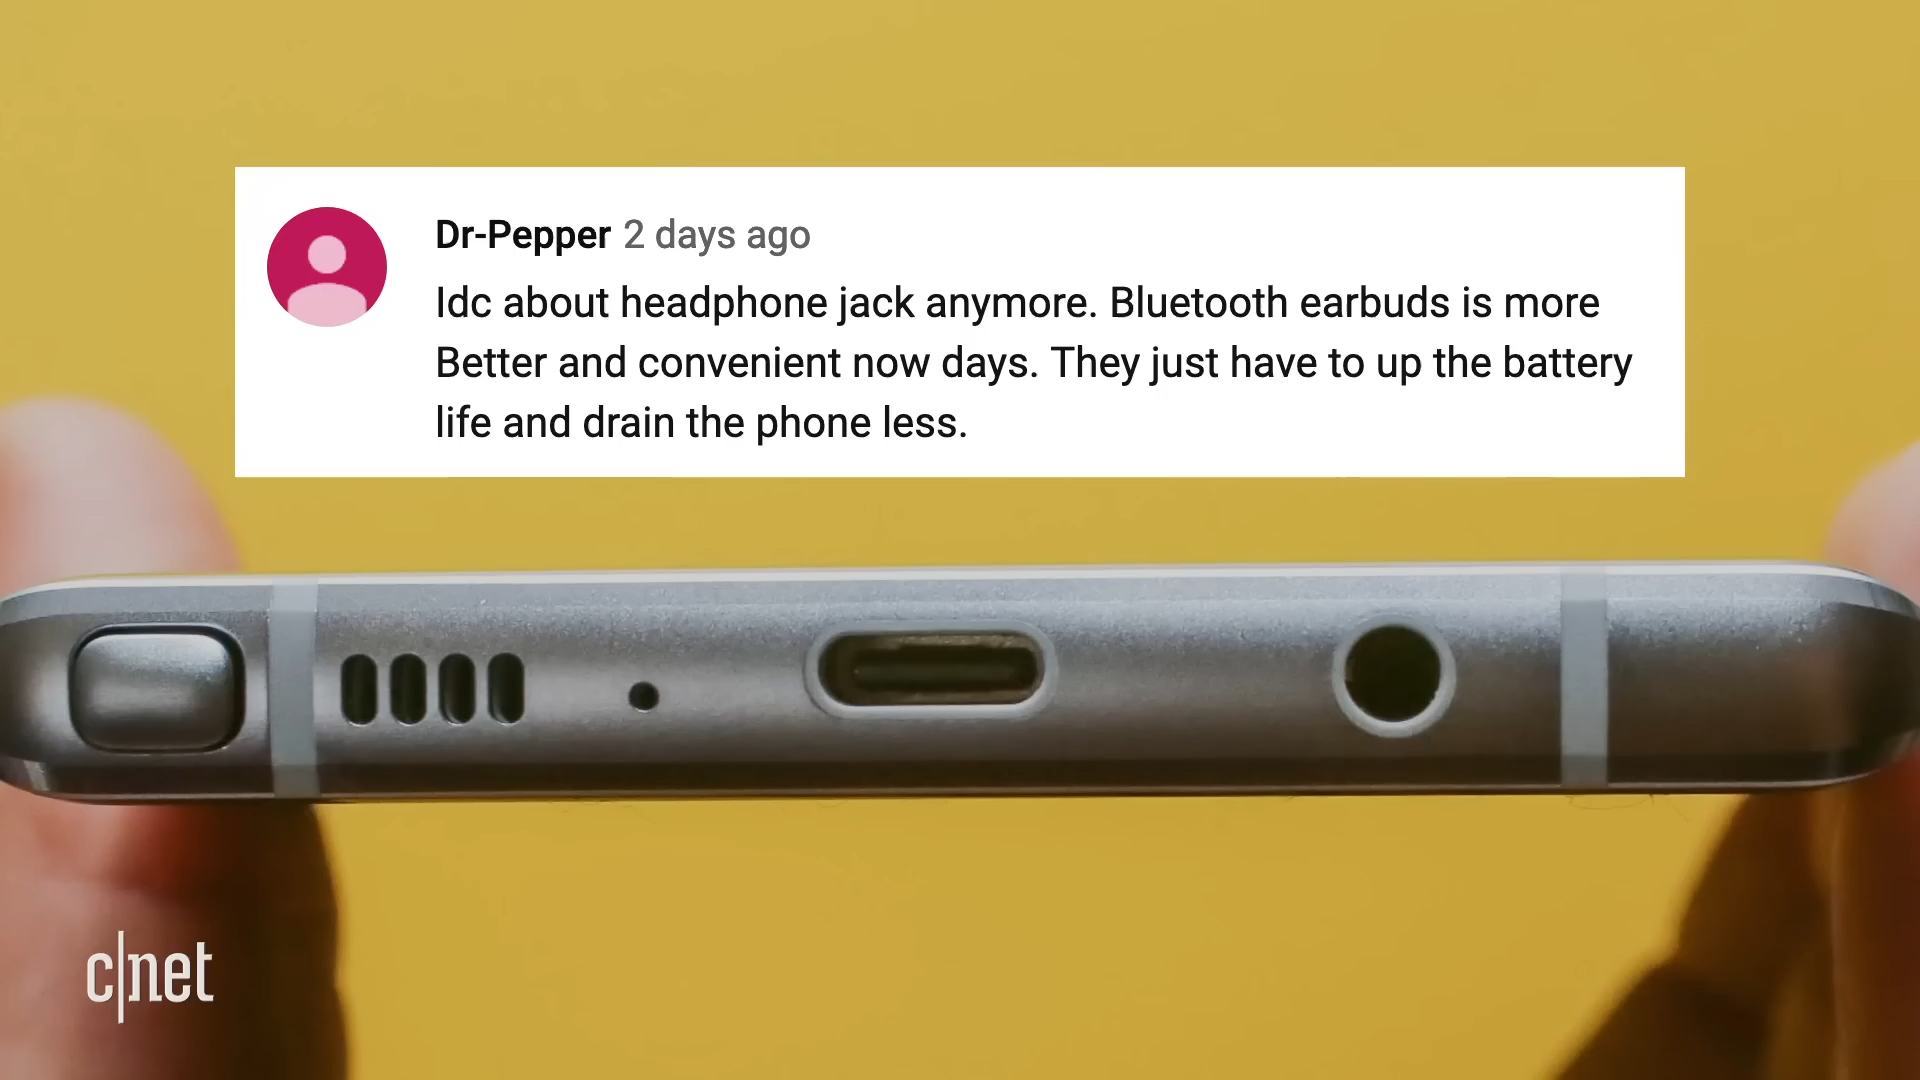 Dr-Pepper 2 days ago
Idc about headphone jack anymore. Bluetooth earbuds is more
Better and convenient now days. They just have to up the battery
life and drain the phone less.
c|net